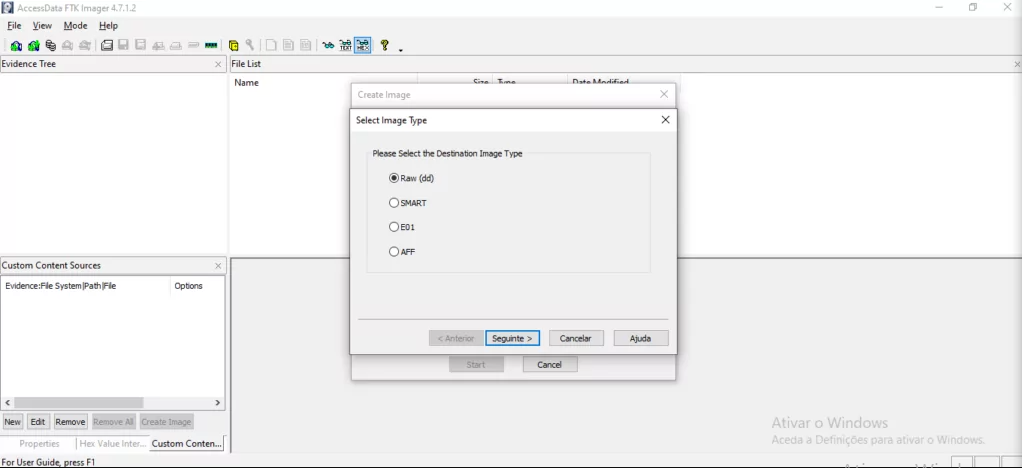 AccessData FTK Imager 4.7.1.2
File View Mode Help
Evidence Tree
File List
Name Size Type Date Modified
Create Image
Select Image Type
Please Select the Destination Image Type
Raw (dd)
SMART
E01
AFF
< Anterior Seguinte > Cancelar Ajuda
Start Cancel
Custom Content Sources
Evidence:File System|Path|File Options
New Edit Remove Remove All Create Image
Properties Hex Value Inter... Custom Conten...
Ativar o Windows
Aceda a Definições para ativar o Windows.
For User Guide, press F1